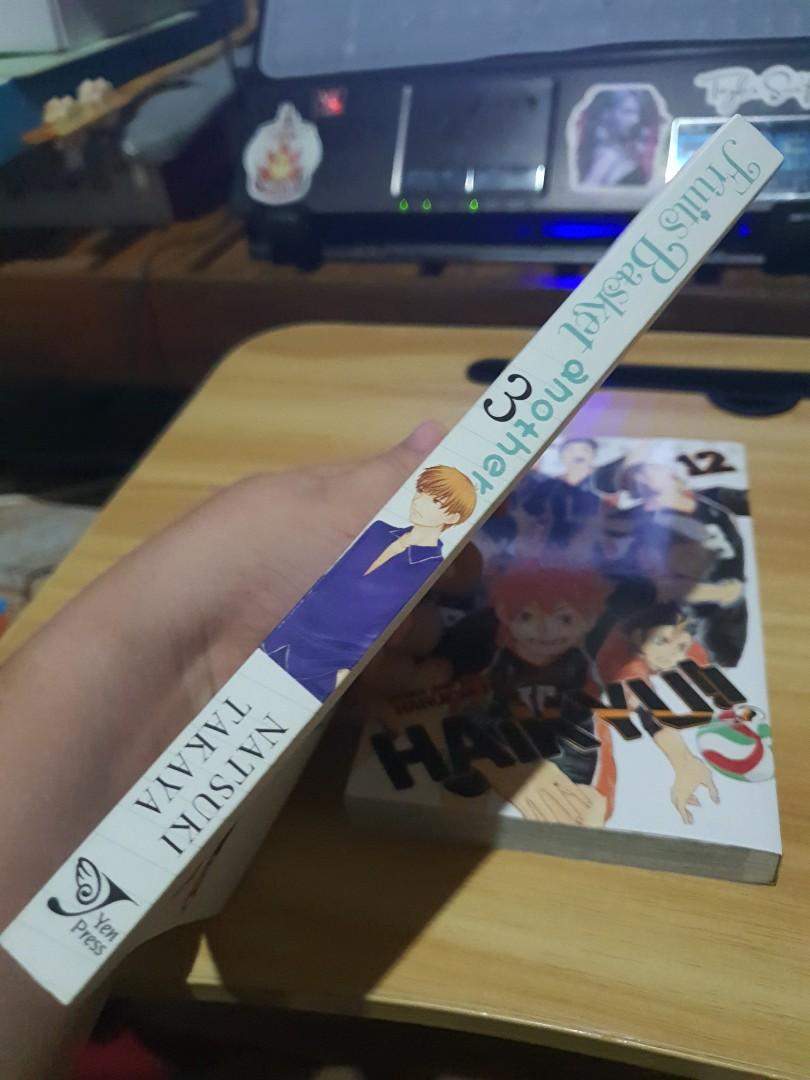 Fruits Basket another
3
NATSUKI
TAKAYA
Yen
Press
12
HAIKYU!!